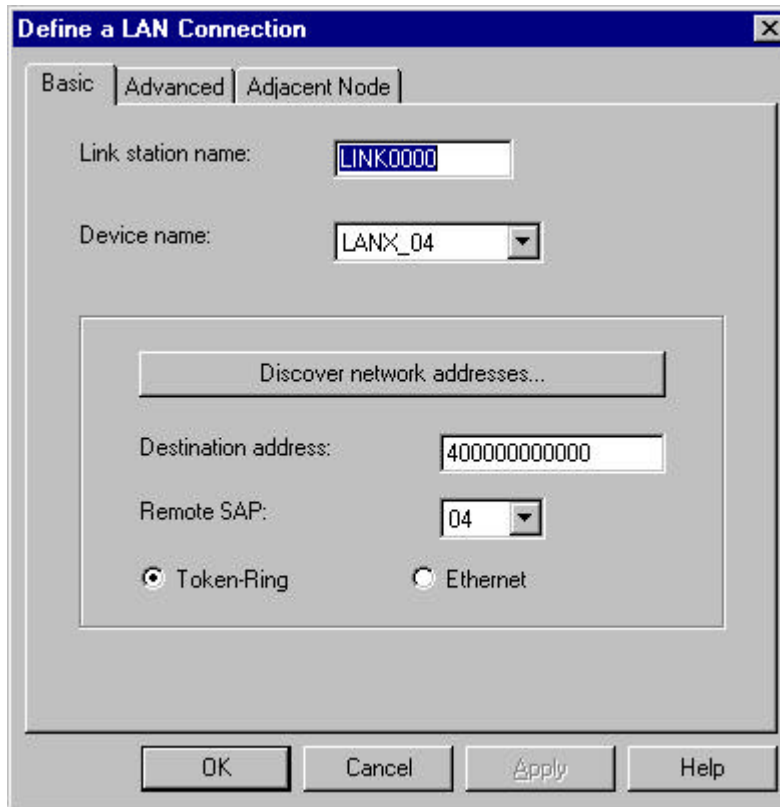 Define a LAN Connection
Basic Advanced Adjacent Node
Link station name: LINK0000
Device name: LANX_04
Discover network addresses...
Destination address: 400000000000
Remote SAP: 04
Token-Ring Ethernet
OK Cancel Apply Help